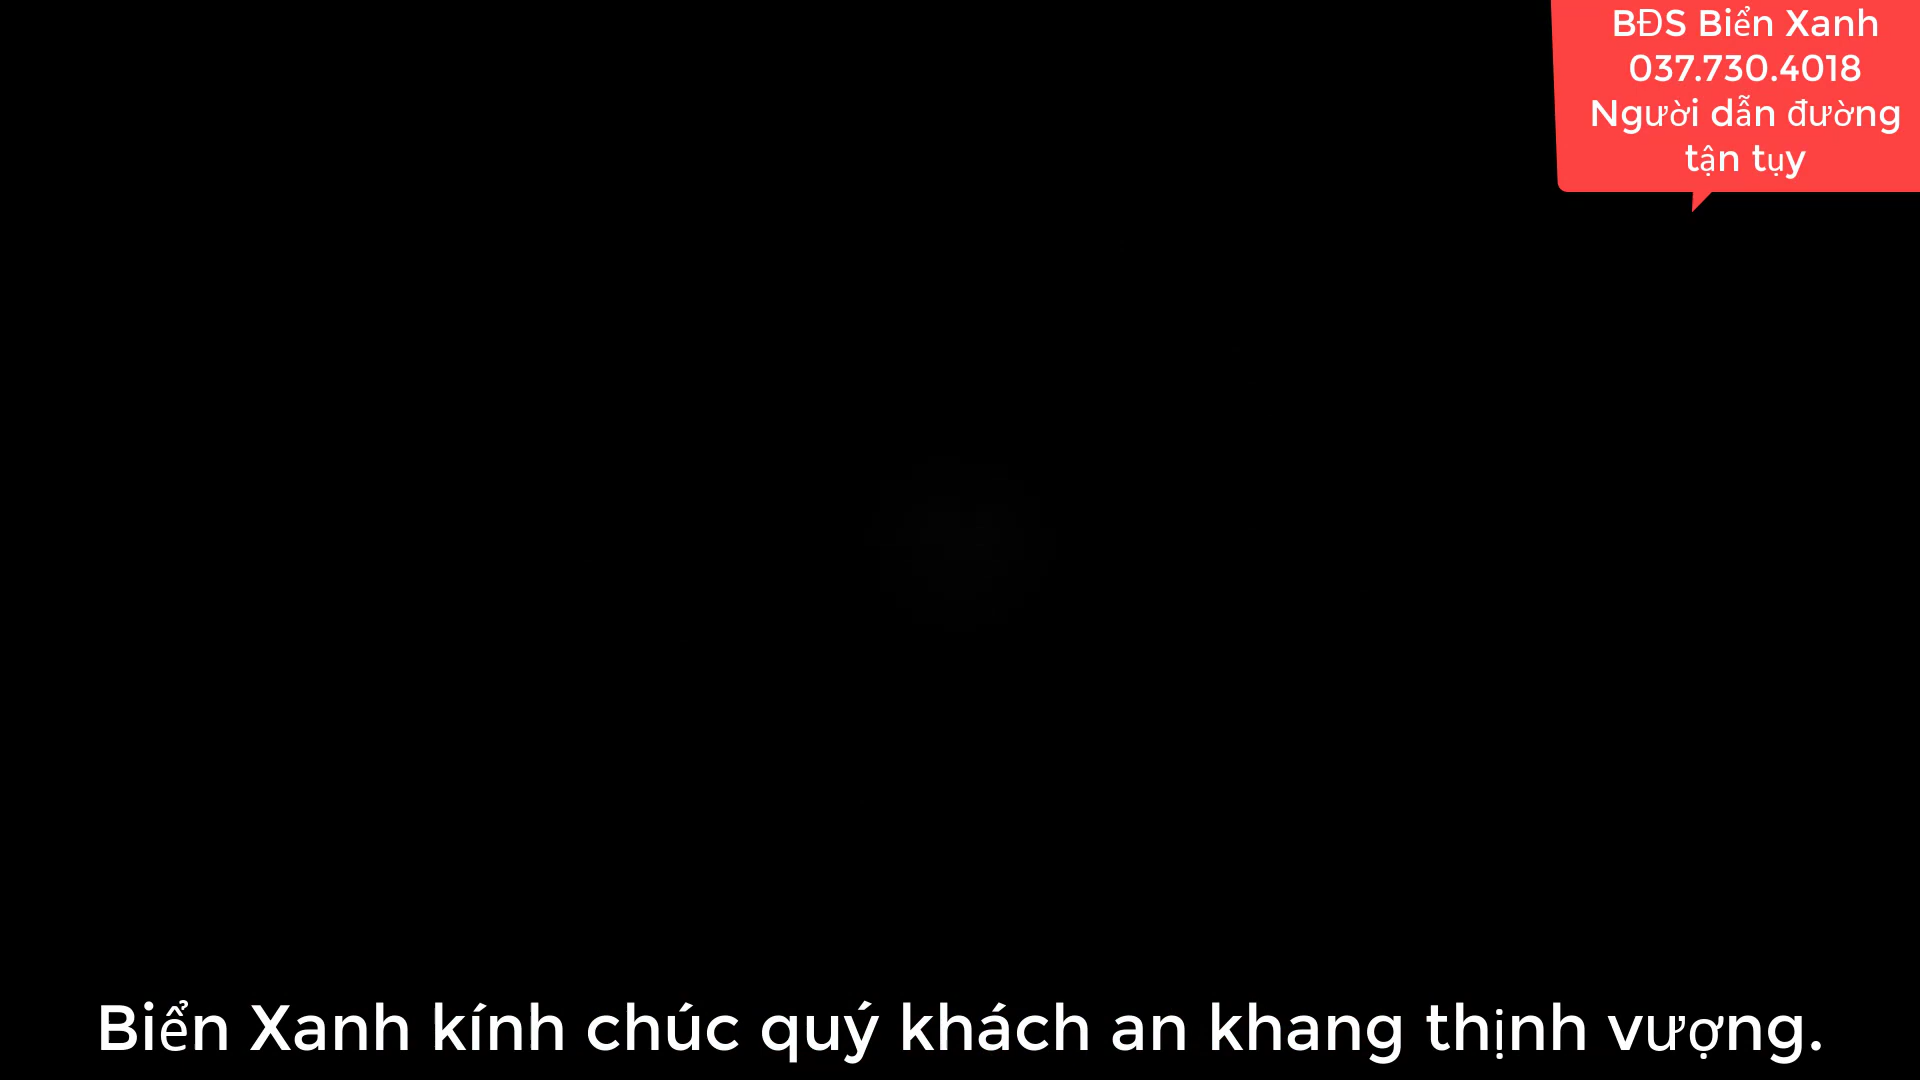 BĐS Biển Xanh
037.730.4018
Người dẫn đường
tận tụy
Biển Xanh kính chúc quý khách an khang thịnh vượng.